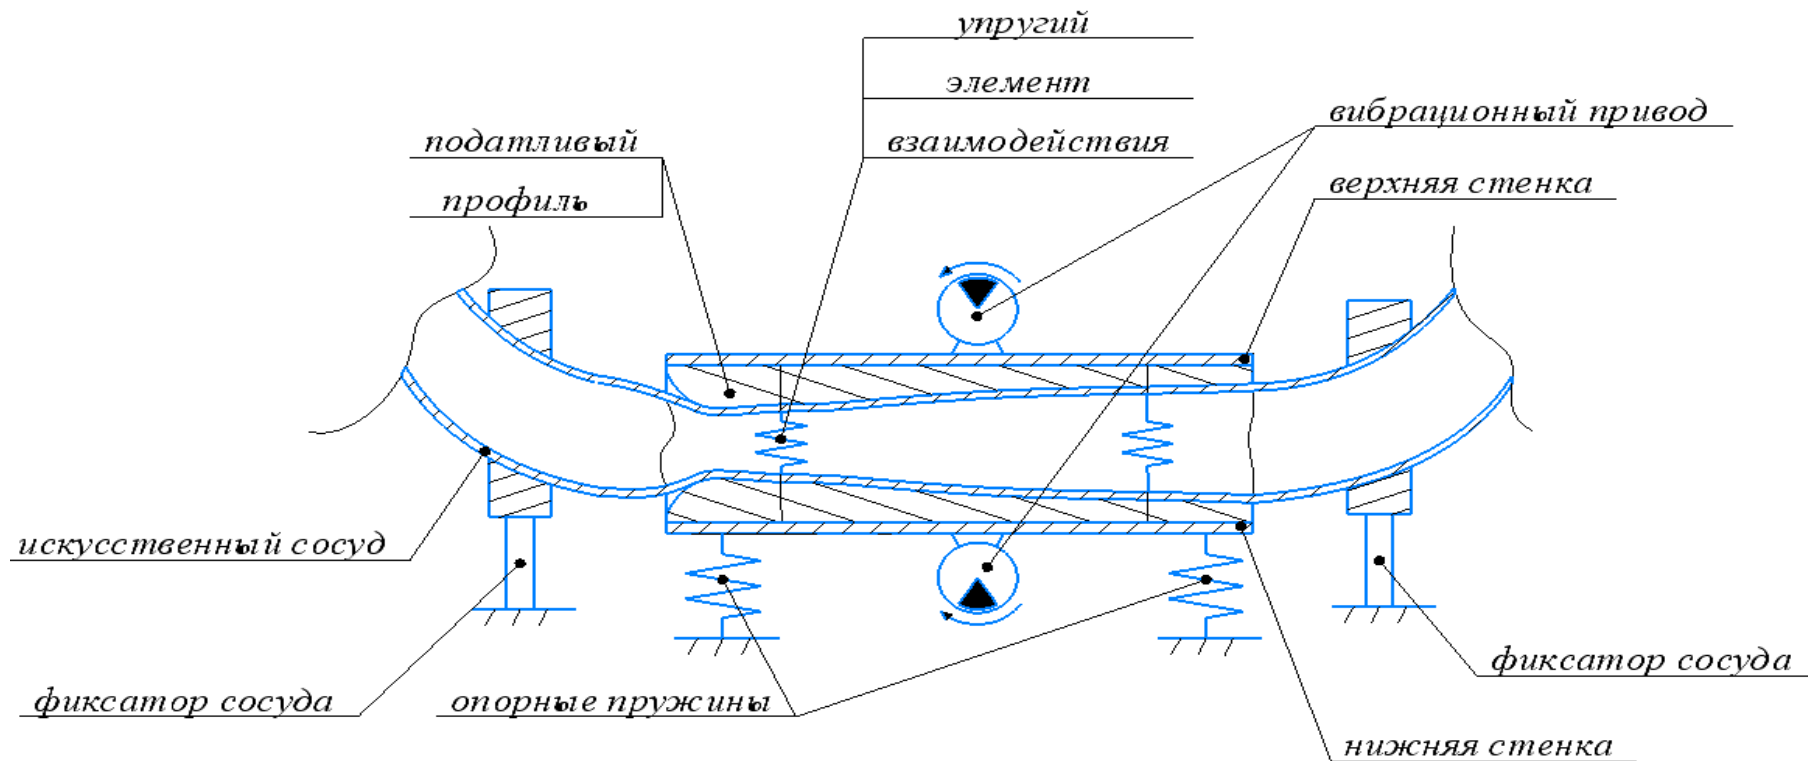 упругий
элемент
взаимодействия
податливый
профиль
вибрационный привод
верхняя стенка
искусственный сосуд
фиксатор сосуда
опорные пружины
фиксатор сосуда
нижняя стенка